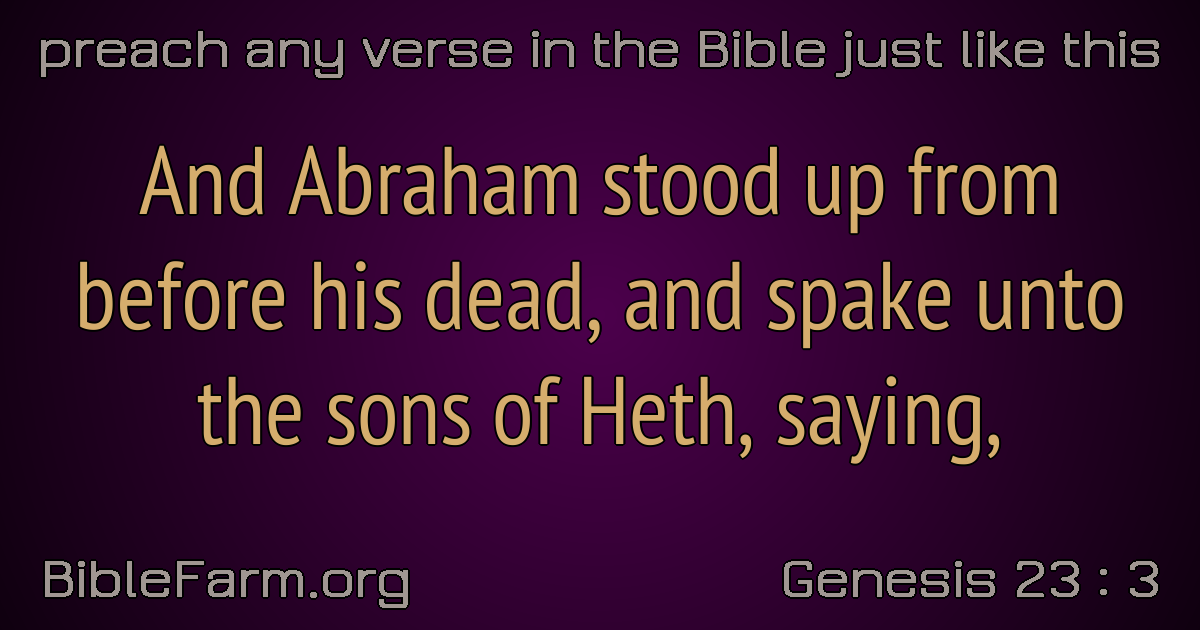 preach any verse in the Bible just like this
And Abraham stood up from
before his dead, and spake unto
the sons of Heth, saying,
BibleFarm.org
Genesis 23 : 3